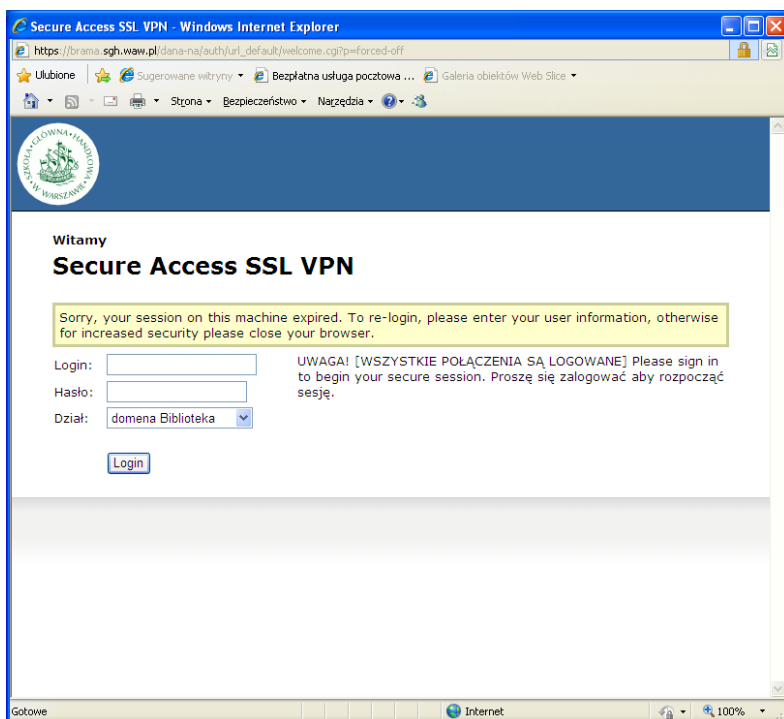 Secure Access SSL VPN - Windows Internet Explorer
https://brama.sgh.waw.pl/dana-na/auth/url_default/welcome.cgi?p=forced-off
Ulubione Sugerowane witryny Bezpłatna usługa pocztowa ... Galeria obiektów Web Slice
Strona Bezpieczeństwo Narzędzia
SZKOŁA GŁÓWNA HANDLOWA W WARSZAWIE
Witamy
Secure Access SSL VPN
Sorry, your session on this machine expired. To re-login, please enter your user information, otherwise
for increased security please close your browser.
Login:
Hasło:
Dział: domena Biblioteka
UWAGA! [WSZYSTKIE POŁĄCZENIA SĄ LOGOWANE] Please sign in
to begin your secure session. Proszę się zalogować aby rozpocząć
sesję.
Login
Gotowe Internet 100%